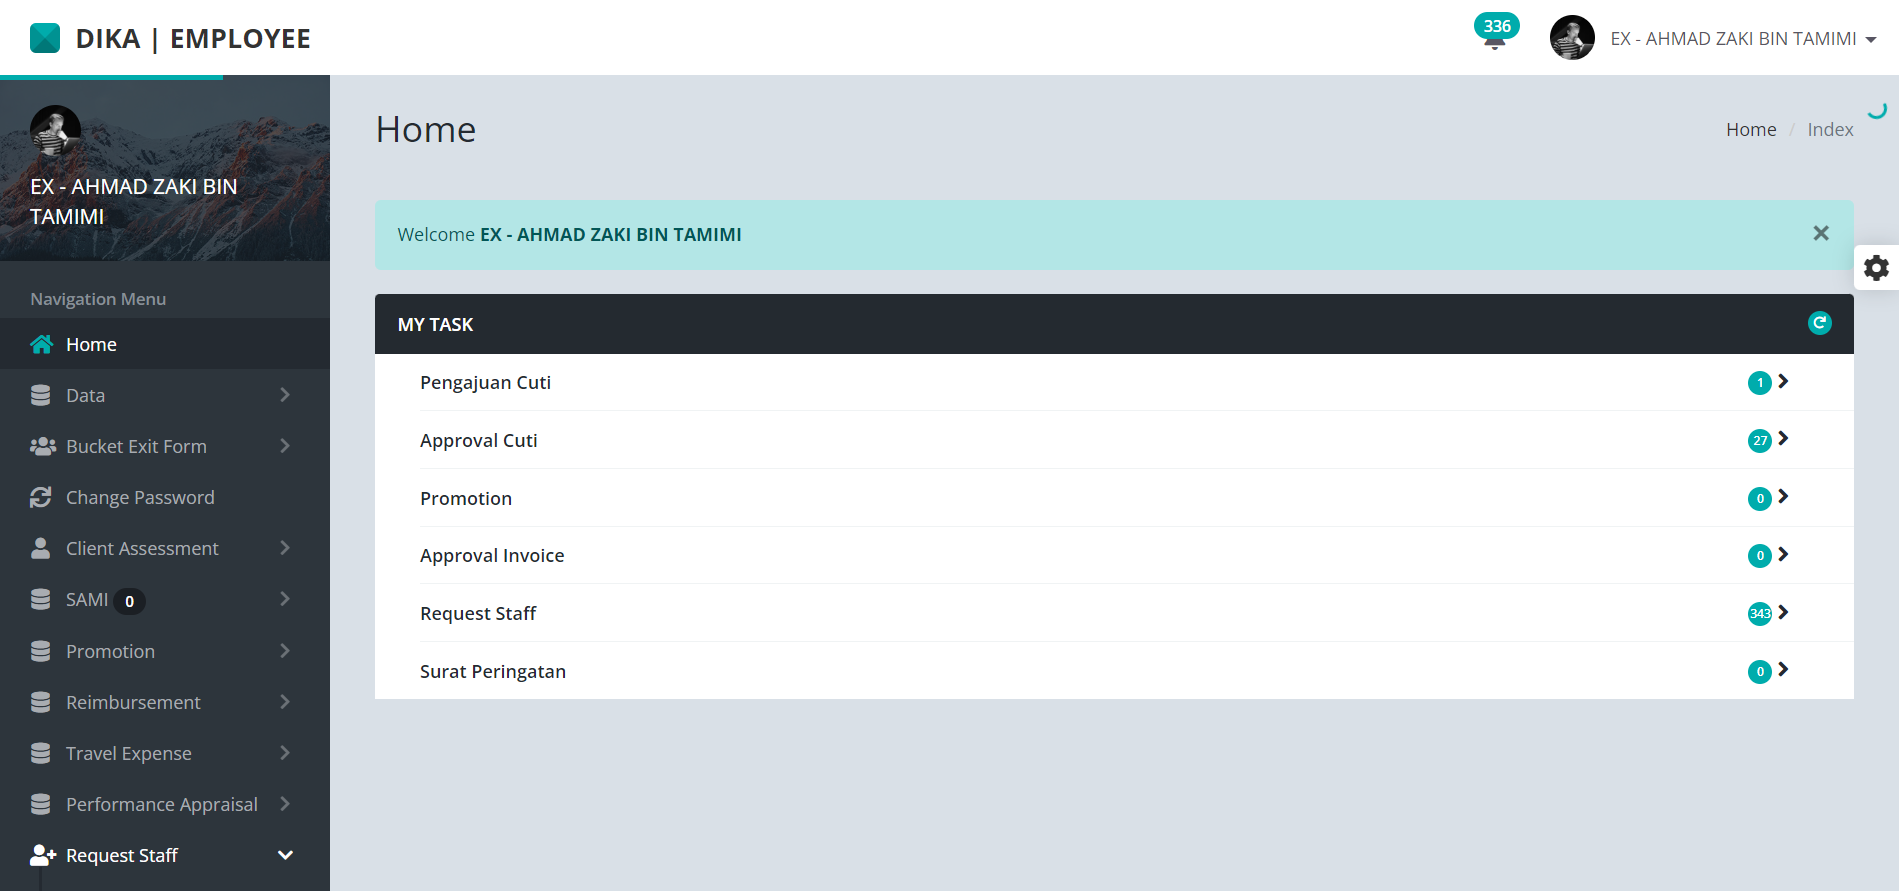 DIKA | EMPLOYEE
336
EX - AHMAD ZAKI BIN TAMIMI
EX - AHMAD ZAKI BIN
TAMIMI
Navigation Menu
Home
Data
Bucket Exit Form
Change Password
Client Assessment
SAMI 0
Promotion
Reimbursement
Travel Expense
Performance Appraisal
Request Staff
Home
Home / Index
Welcome EX - AHMAD ZAKI BIN TAMIMI
MY TASK
Pengajuan Cuti 1
Approval Cuti 27
Promotion 0
Approval Invoice 0
Request Staff 343
Surat Peringatan 0